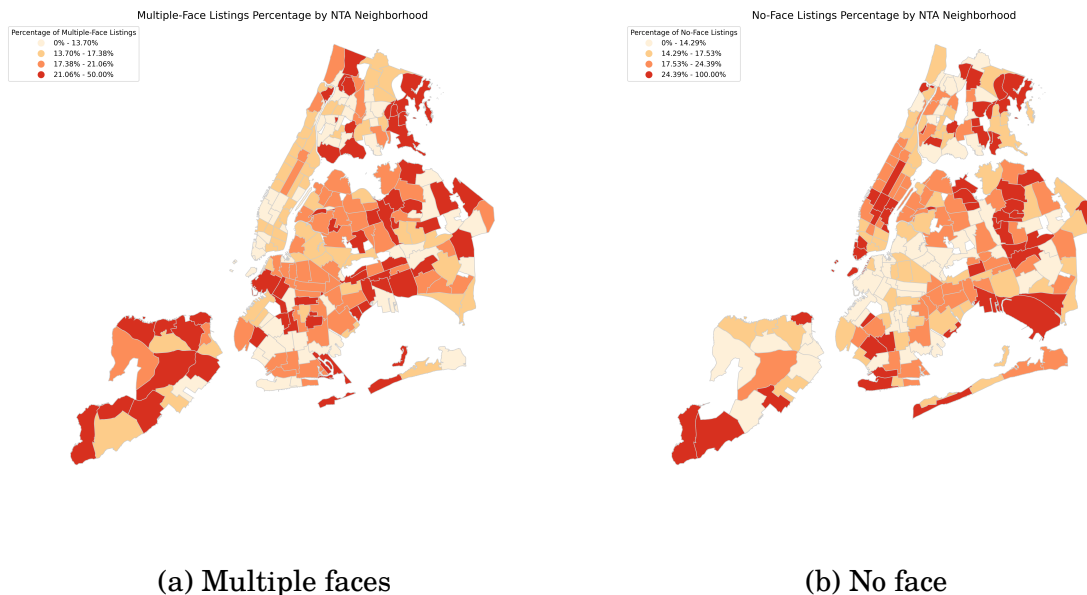 Multiple-Face Listings Percentage by NTA Neighborhood
Percentage of Multiple-Face Listings
0% - 13.70%
13.70% - 17.38%
17.38% - 21.06%
21.06% - 50.00%
No-Face Listings Percentage by NTA Neighborhood
Percentage of No-Face Listings
0% - 14.29%
14.29% - 17.53%
17.53% - 24.39%
24.39% - 100.00%
(a) Multiple faces
(b) No face